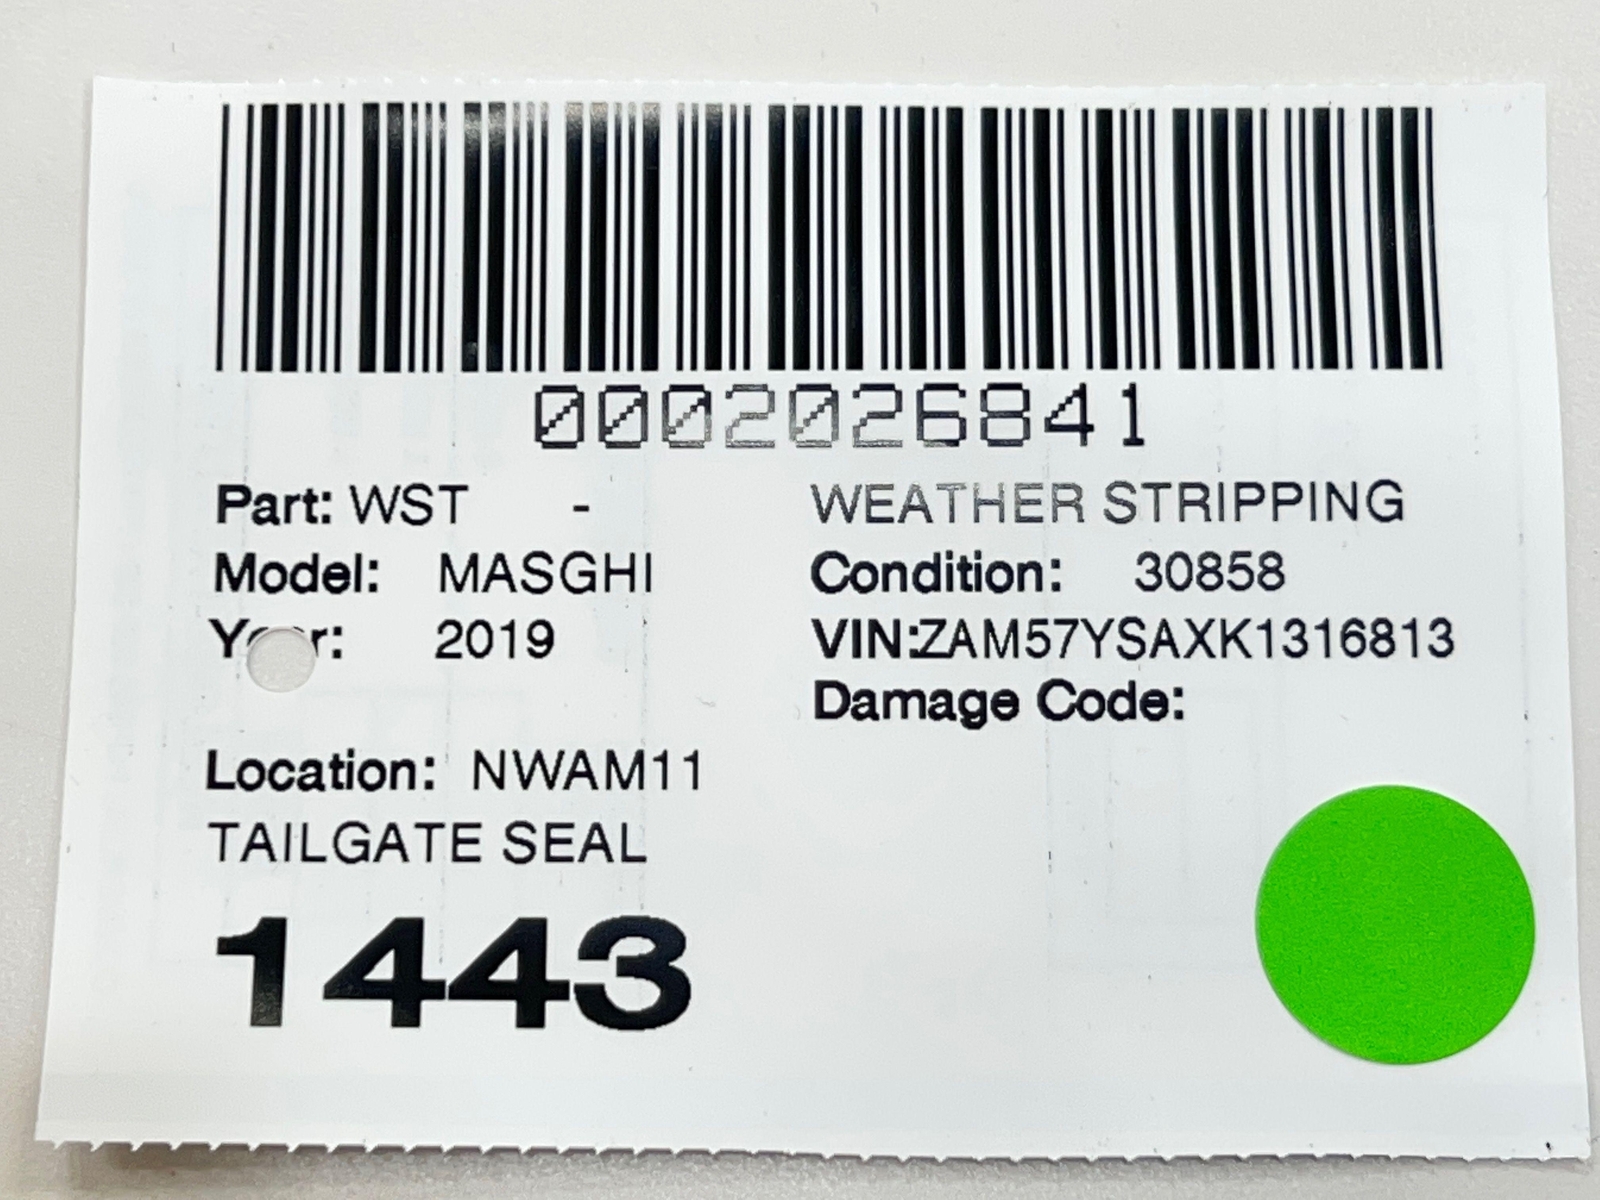 0002026841
Part: WST - WEATHER STRIPPING
Model: MASGHI Condition: 30858
Year: 2019 VIN:ZAM57YSAXK1316813
Damage Code:
Location: NWAM11
TAILGATE SEAL
1443